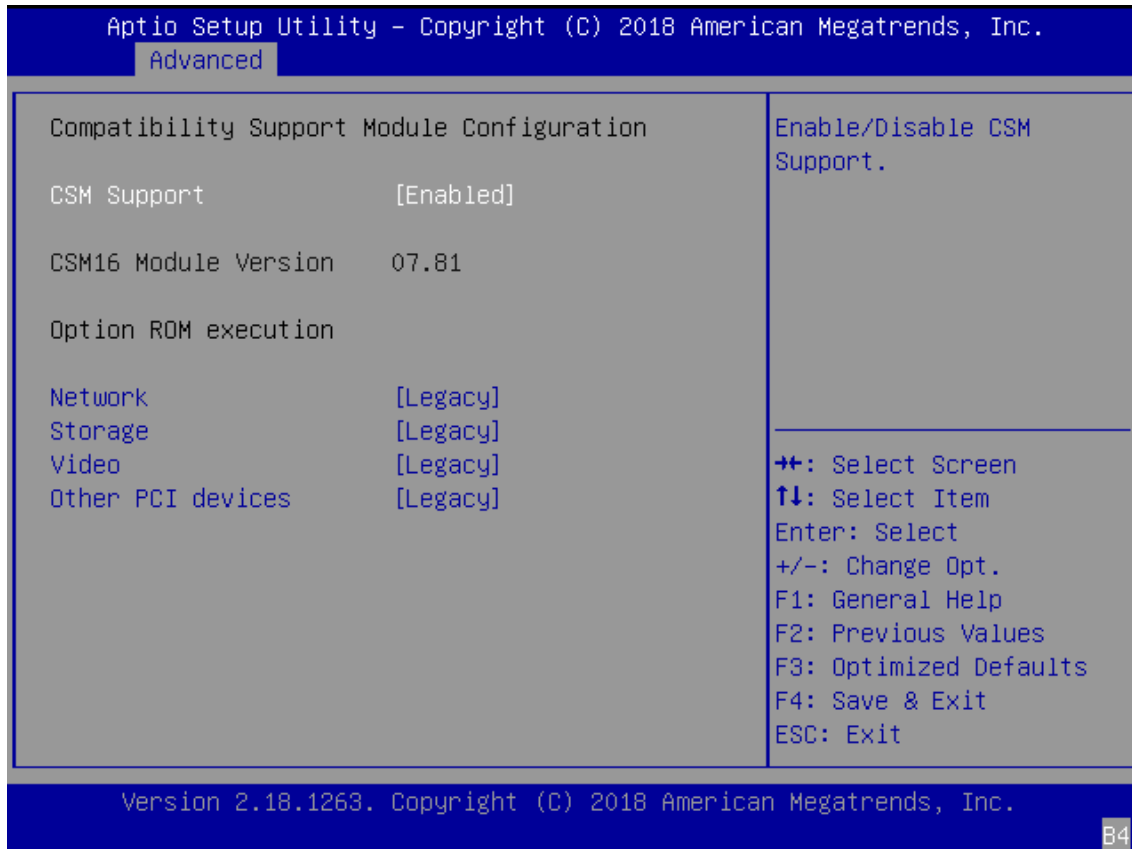 Aptio Setup Utility – Copyright (C) 2018 American Megatrends, Inc.
Advanced
Compatibility Support Module Configuration
CSM Support [Enabled]
CSM16 Module Version 07.81
Option ROM execution
Network [Legacy]
Storage [Legacy]
Video [Legacy]
Other PCI devices [Legacy]
Enable/Disable CSM
Support.
→←: Select Screen
↑↓: Select Item
Enter: Select
+/-: Change Opt.
F1: General Help
F2: Previous Values
F3: Optimized Defaults
F4: Save & Exit
ESC: Exit
Version 2.18.1263. Copyright (C) 2018 American Megatrends, Inc.
B4